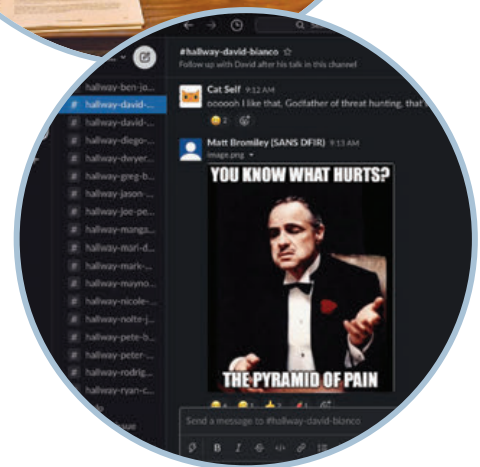 #hallway-david-bianco
Follow up with David after his talk in this channel
hallway-ben-jo...
hallway-david-...
hallway-david-...
hallway-diego-...
hallway-dwyer...
hallway-greg-b...
hallway-jason-...
hallway-joe-pe...
hallway-manga...
hallway-mari-d...
hallway-mark-...
hallway-mayno...
hallway-nicole-...
hallway-nolte-j...
hallway-pete-b...
hallway-peter-...
hallway-rodrig...
hallway-ryan-c...
Cat Self 9:12 AM
oooooh I like that, Godfather of threat hunting, that
2
Matt Bromiley (SANS DFIR) 9:13 AM
image.png
YOU KNOW WHAT HURTS?
THE PYRAMID OF PAIN
Send a message to #hallway-david-bianco
B I S